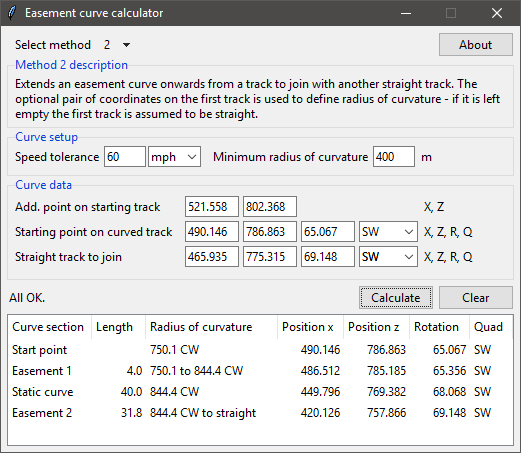 Easement curve calculator
Select method 2 About
Method 2 description
Extends an easement curve onwards from a track to join with another straight track. The
optional pair of coordinates on the first track is used to define radius of curvature - if it is left
empty the first track is assumed to be straight.
Curve setup
Speed tolerance 60 mph Minimum radius of curvature 400 m
Curve data
Add. point on starting track 521.558 802.368 X, Z
Starting point on curved track 490.146 786.863 65.067 SW X, Z, R, Q
Straight track to join 465.935 775.315 69.148 SW X, Z, R, Q
All OK. Calculate Clear
Curve section Length Radius of curvature Position x Position z Rotation Quad
Start point 750.1 CW 490.146 786.863 65.067 SW
Easement 1 4.0 750.1 to 844.4 CW 486.512 785.185 65.356 SW
Static curve 40.0 844.4 CW 449.796 769.382 68.068 SW
Easement 2 31.8 844.4 CW to straight 420.126 757.866 69.148 SW